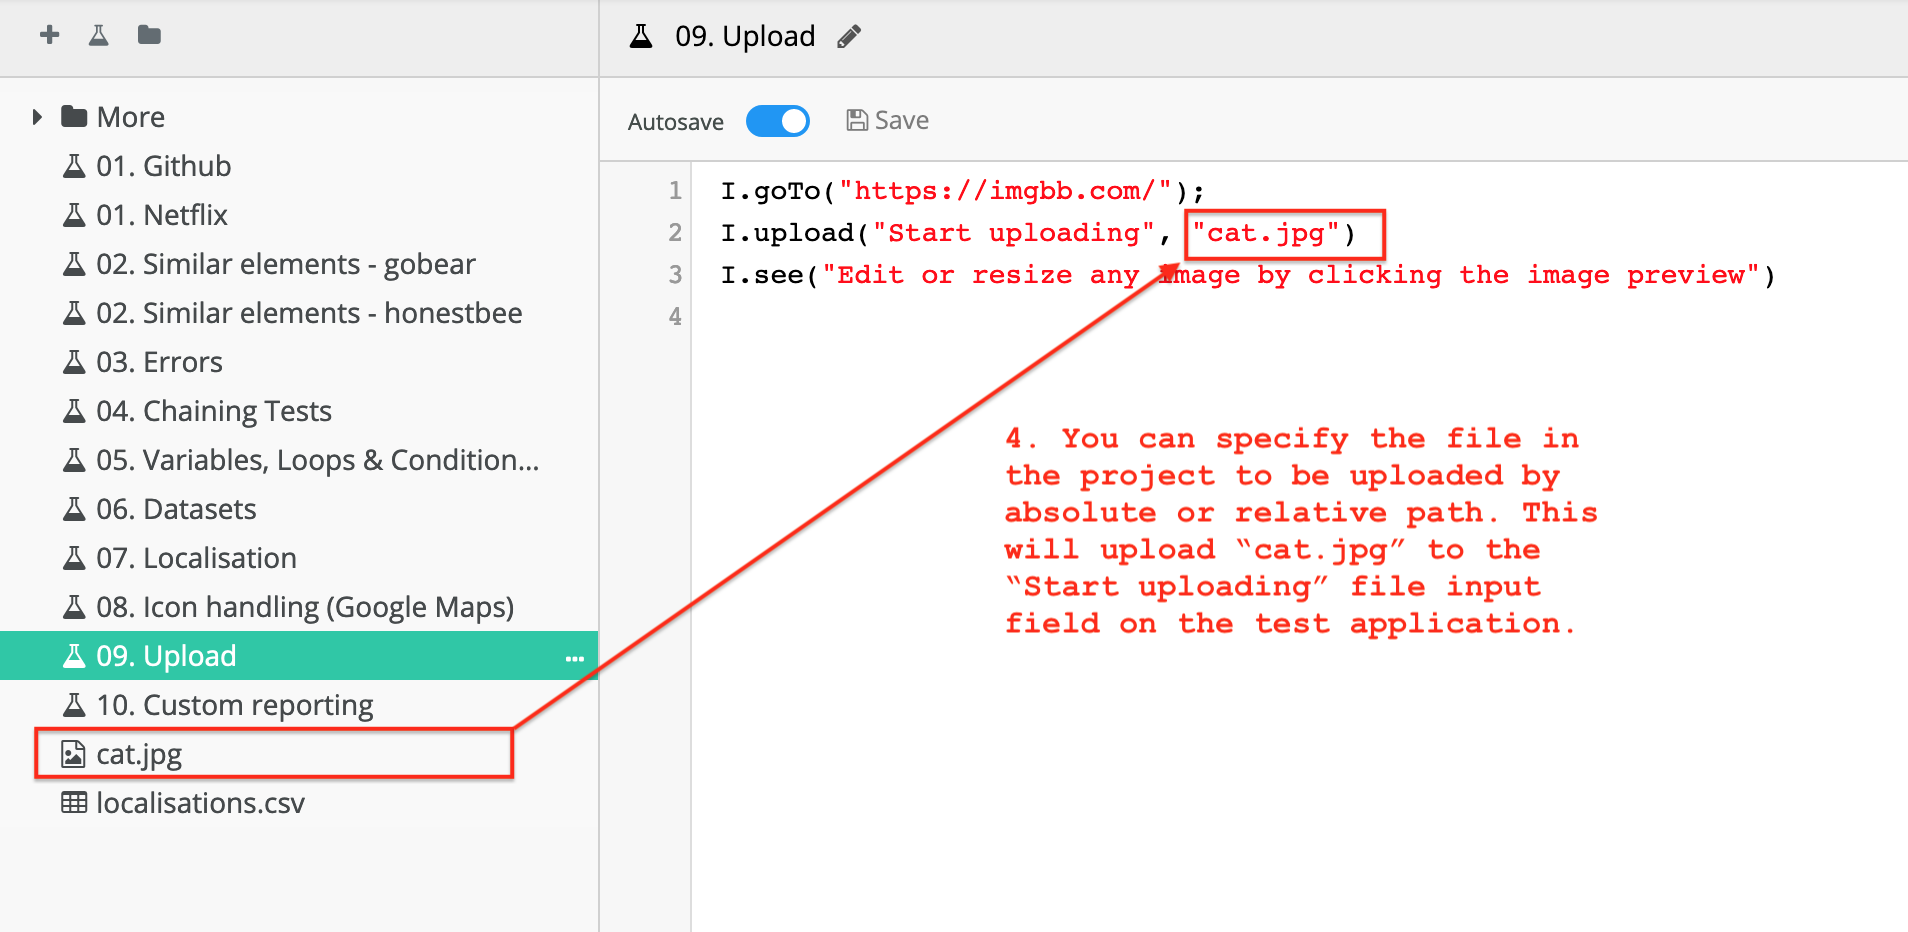 09. Upload
More
01. Github
01. Netflix
02. Similar elements - gobear
02. Similar elements - honestbee
03. Errors
04. Chaining Tests
05. Variables, Loops & Condition...
06. Datasets
07. Localisation
08. Icon handling (Google Maps)
09. Upload ...
10. Custom reporting
cat.jpg
localisations.csv
Autosave Save
1 I.goTo("https://imgbb.com/");
2 I.upload("Start uploading", "cat.jpg")
3 I.see("Edit or resize any image by clicking the image preview")
4
4. You can specify the file in
the project to be uploaded by
absolute or relative path. This
will upload “cat.jpg” to the
“Start uploading” file input
field on the test application.